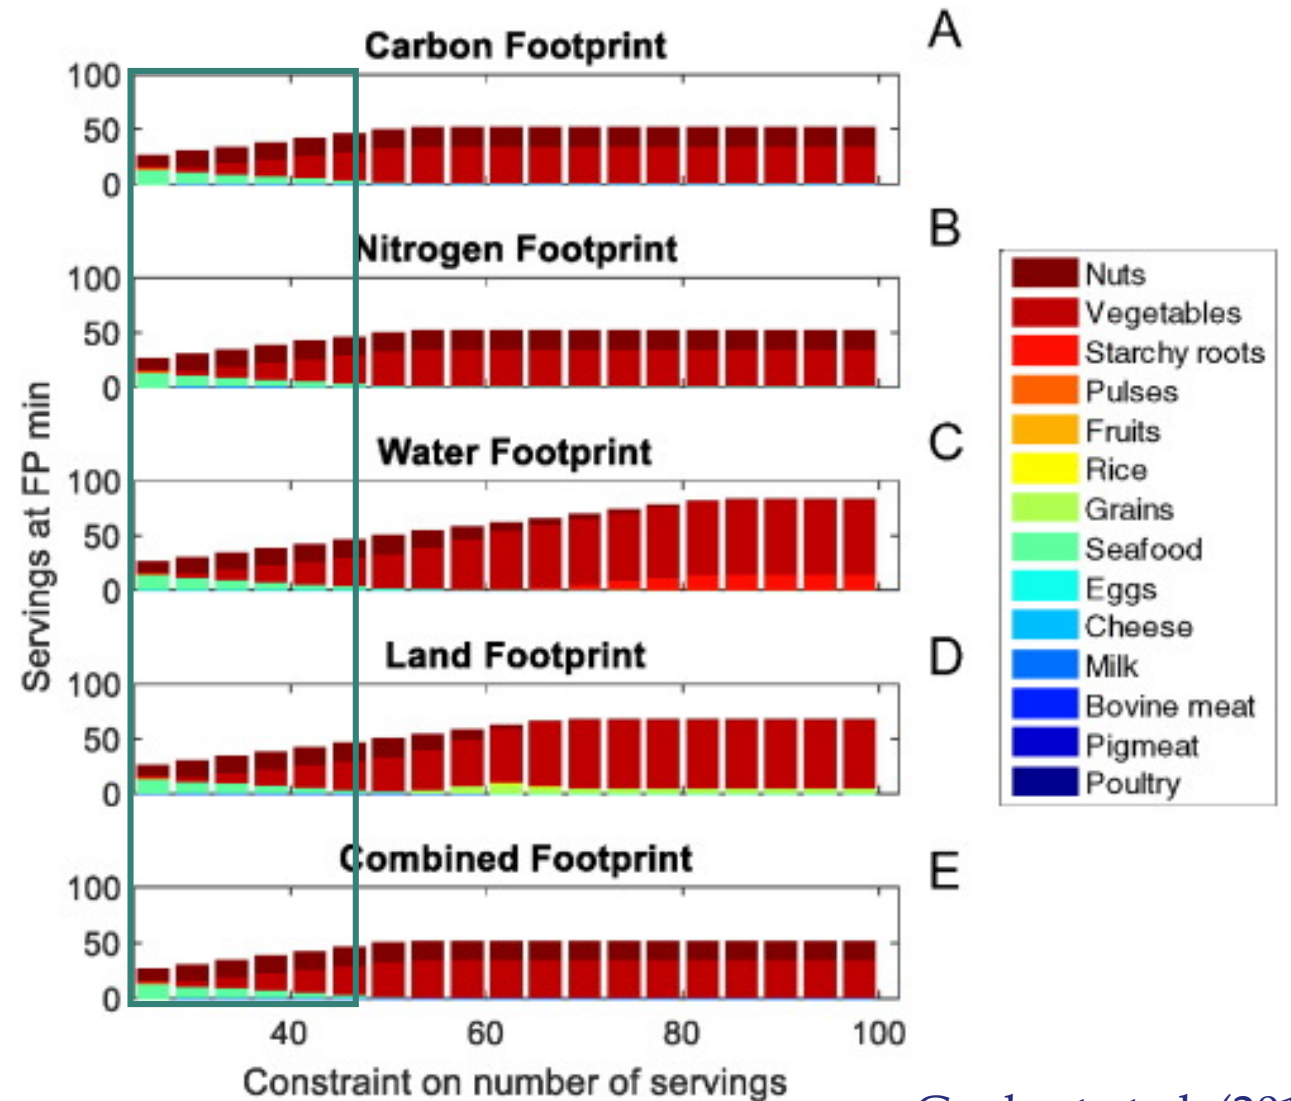 A
Carbon Footprint
100
50
0
B
Nitrogen Footprint
100
50
0
C
Water Footprint
100
50
0
D
Land Footprint
100
50
0
E
Combined Footprint
100
50
0
40 60 80 100
Constraint on number of servings
Servings at FP min
Nuts
Vegetables
Starchy roots
Pulses
Fruits
Rice
Grains
Seafood
Eggs
Cheese
Milk
Bovine meat
Pigmeat
Poultry